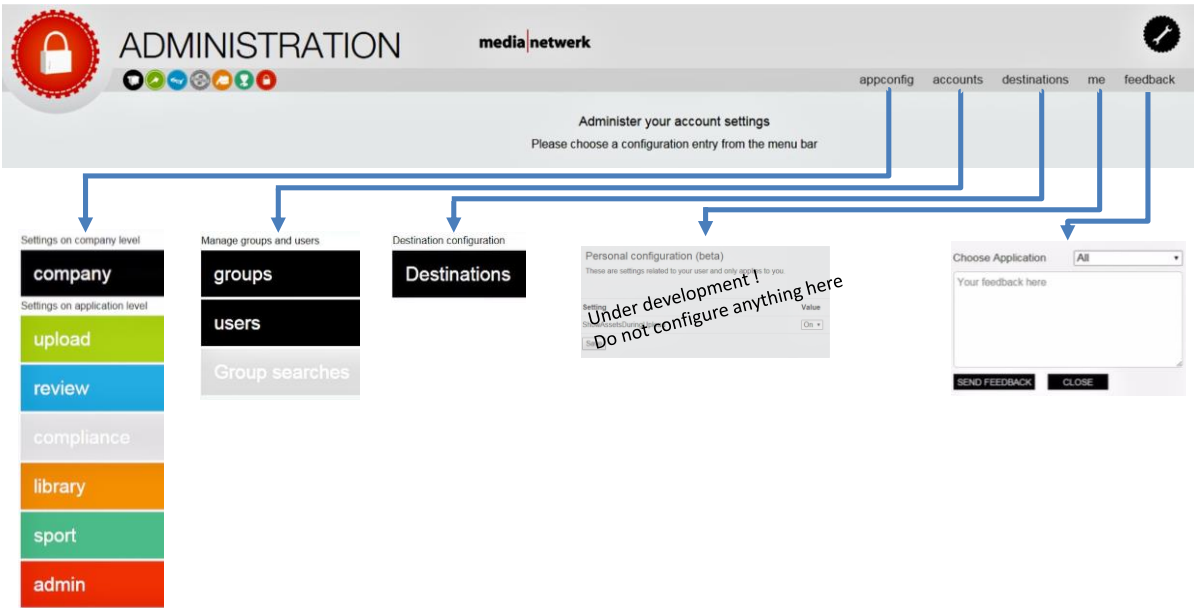 ADMINISTRATION
media netwerk
appconfig accounts destinations me feedback
Administer your account settings
Please choose a configuration entry from the menu bar
Settings on company level
company
Settings on application level
upload
review
compliance
library
sport
admin
Manage groups and users
groups
users
Group searches
Destination configuration
Destinations
Personal configuration (beta)
These are settings related to your user and only applies to you.
Setting Value
On
Under development !
Do not configure anything here
Choose Application All
Your feedback here
SEND FEEDBACK CLOSE